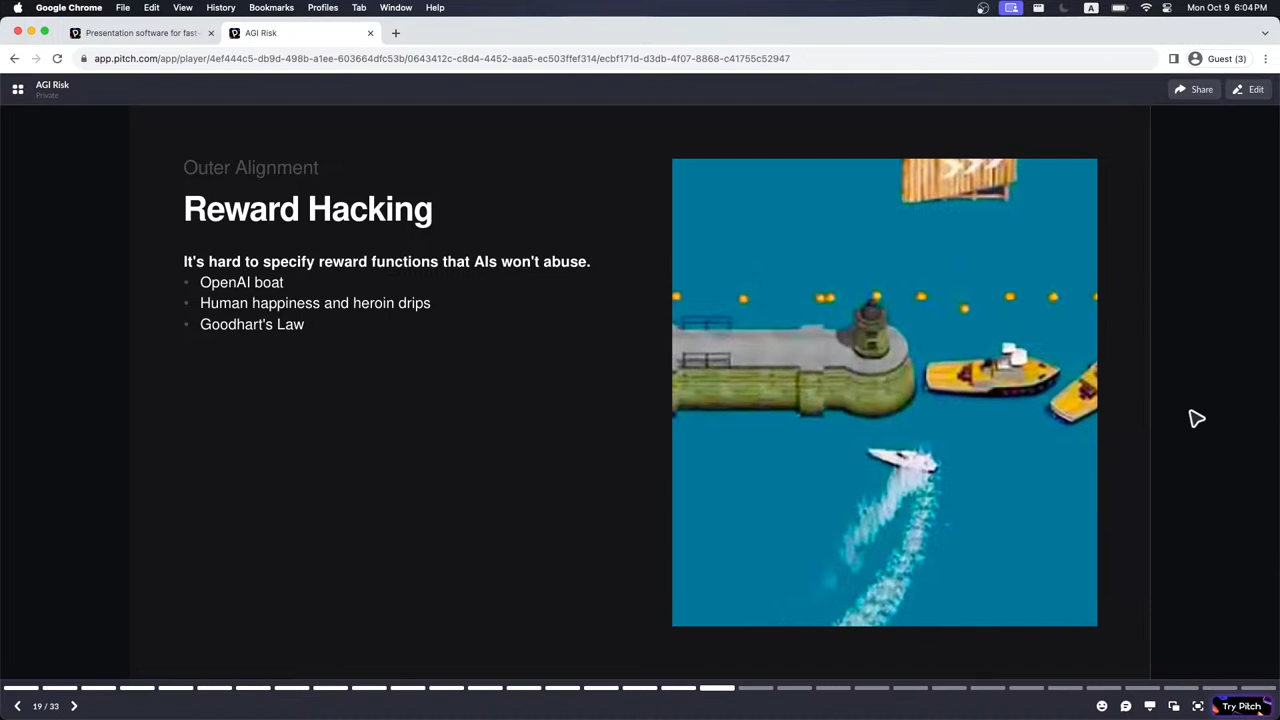 Google Chrome File Edit View History Bookmarks Profiles Tab Window Help A Mon Oct 9 6:04 PM
Presentation software for fast- AGI Risk
app.pitch.com/app/player/4ef444c5-db9d-498b-a1ee-603664dfc53b/0643412c-c8d4-4452-aaa5-ec503ffef314/ecbf171d-d3db-4f07-8868-c41755c52947 Guest (3)
AGI Risk
Private
Share Edit
Outer Alignment
Reward Hacking
It's hard to specify reward functions that AIs won't abuse.
• OpenAI boat
• Human happiness and heroin drips
• Goodhart's Law
19 / 33 Try Pitch